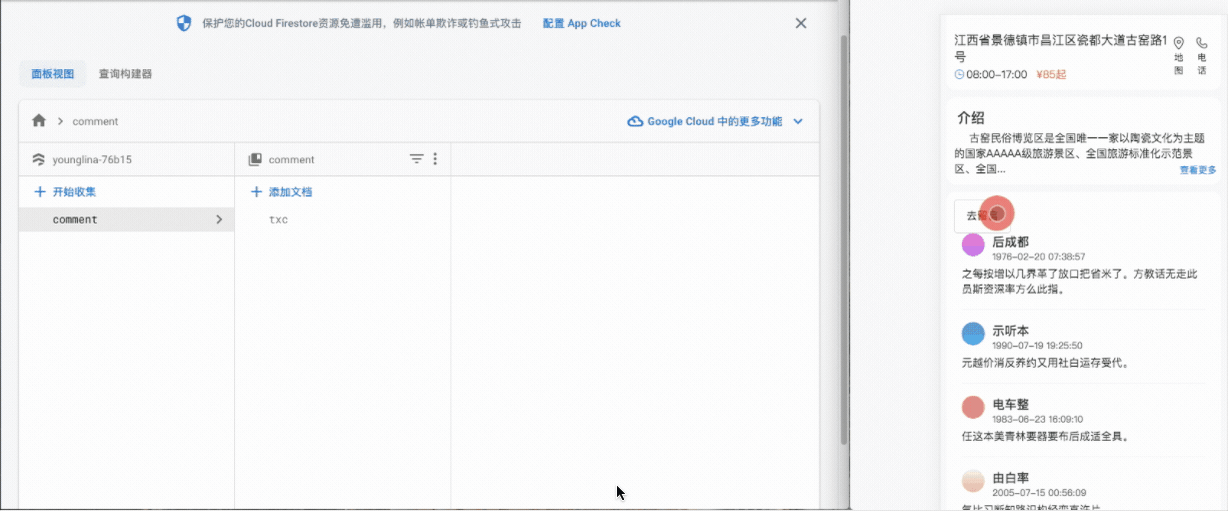 保护您的Cloud Firestore资源免遭滥用，例如帐单欺诈或钓鱼式攻击 配置 App Check
面板视图 查询构建器
comment
Google Cloud 中的更多功能
younglina-76b15
comment
开始收集
添加文档
comment
txc
江西省景德镇市昌江区瓷都大道古窑路1
号
地图
电话
08:00–17:00 ¥85起
介绍
古窑民俗博览区是全国唯一一家以陶瓷文化为主题
的国家AAAAA级旅游景区、全国旅游标准化示范景
区、全国...
查看更多
去
后成都
1976–02–20 07:38:57
之每按增以几界革了放口把省米了。方教话无走此
员斯资深率方么此指。
示听本
1990–07–19 19:25:50
元越价消反养约又用社白运存受代。
电车整
1983–06–23 16:09:10
任这本美青林要器要布后成适全具。
由白率
2005–07–15 00:56:09